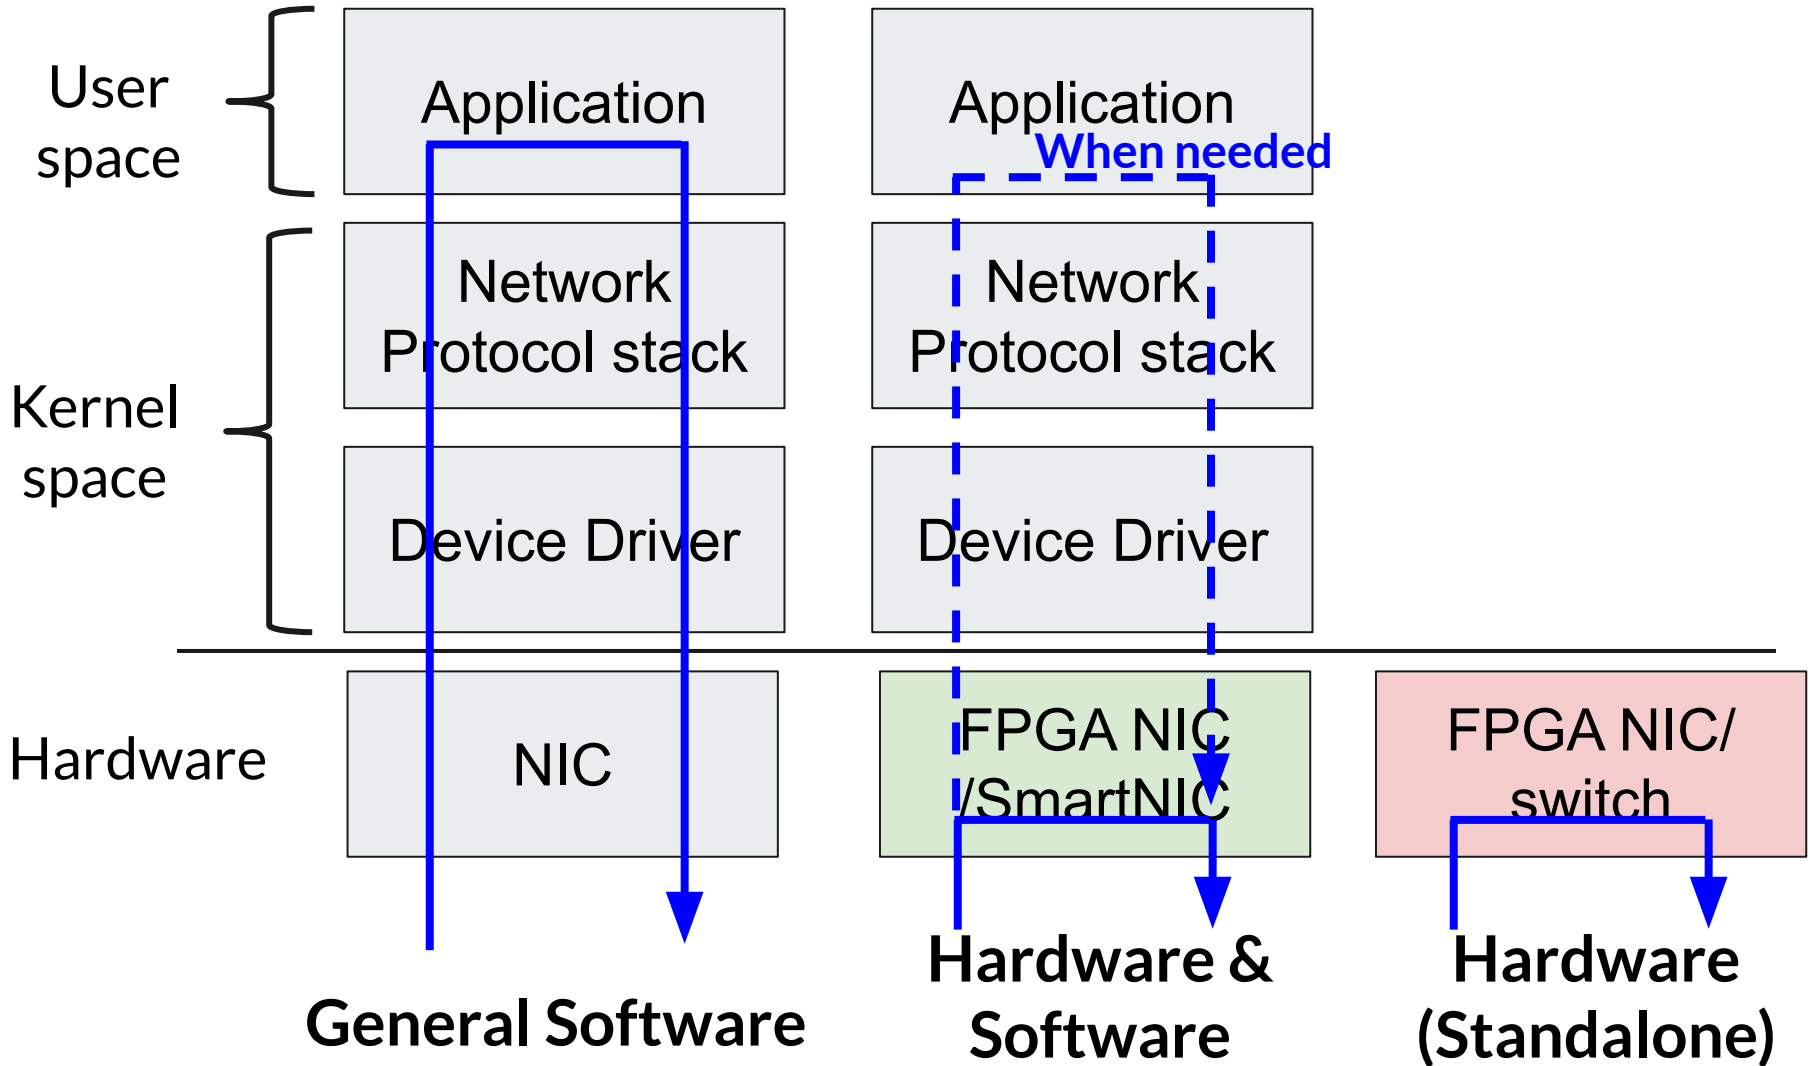 User
space
Application
Application
When needed
Kernel
space
Network
Protocol stack
Network
Protocol stack
Device Driver
Device Driver
Hardware
NIC
FPGA NIC
/SmartNIC
FPGA NIC/
switch
General Software
Hardware &
Software
Hardware
(Standalone)